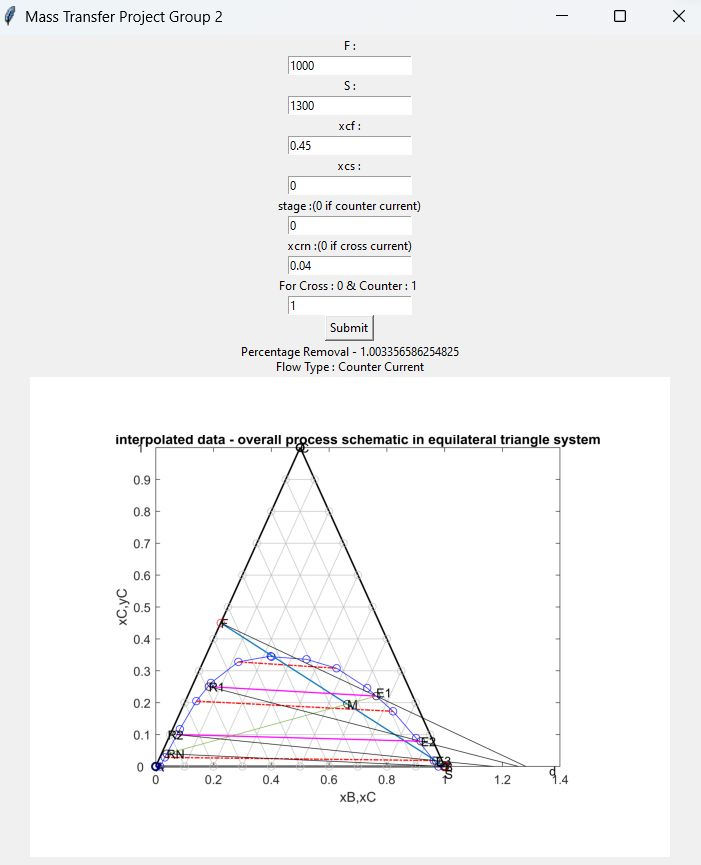 Mass Transfer Project Group 2
F :
1000
S :
1300
xcf :
0.45
xcs :
0
stage :(0 if counter current)
0
xcrn :(0 if cross current)
0.04
For Cross : 0 & Counter : 1
1
Submit
Percentage Removal - 1.003356586254825
Flow Type : Counter Current
interpolated data - overall process schematic in equilateral triangle system
C
0.9
0.8
0.7
0.6
xC,yC
0.5
F
0.4
0.3
R1
E1
0.2
M
0.1
R2
E2
RN
E3
0
S
d
0
0.2
0.4
0.6
0.8
1
1.4
xB,xC